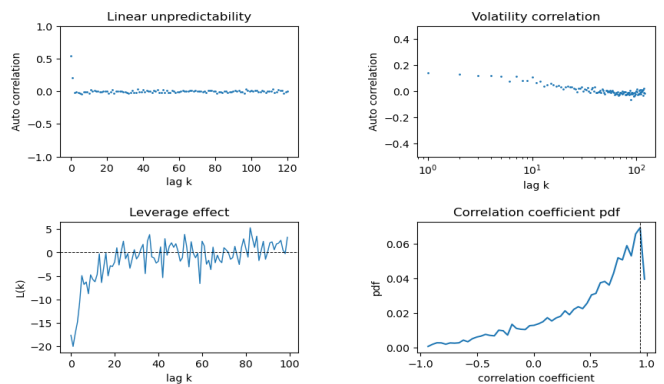 Linear unpredictability
Auto correlation
1.0
0.5
0.0
−0.5
−1.0
0 20 40 60 80 100 120
lag k
Volatility correlation
Auto correlation
0.4
0.2
0.0
−0.2
−0.4
10⁰ 10¹ 10²
lag k
Leverage effect
L(k)
5
0
−5
−10
−15
−20
0 20 40 60 80 100
lag k
Correlation coefficient pdf
pdf
0.06
0.04
0.02
0.00
−1.0 −0.5 0.0 0.5 1.0
correlation coefficient